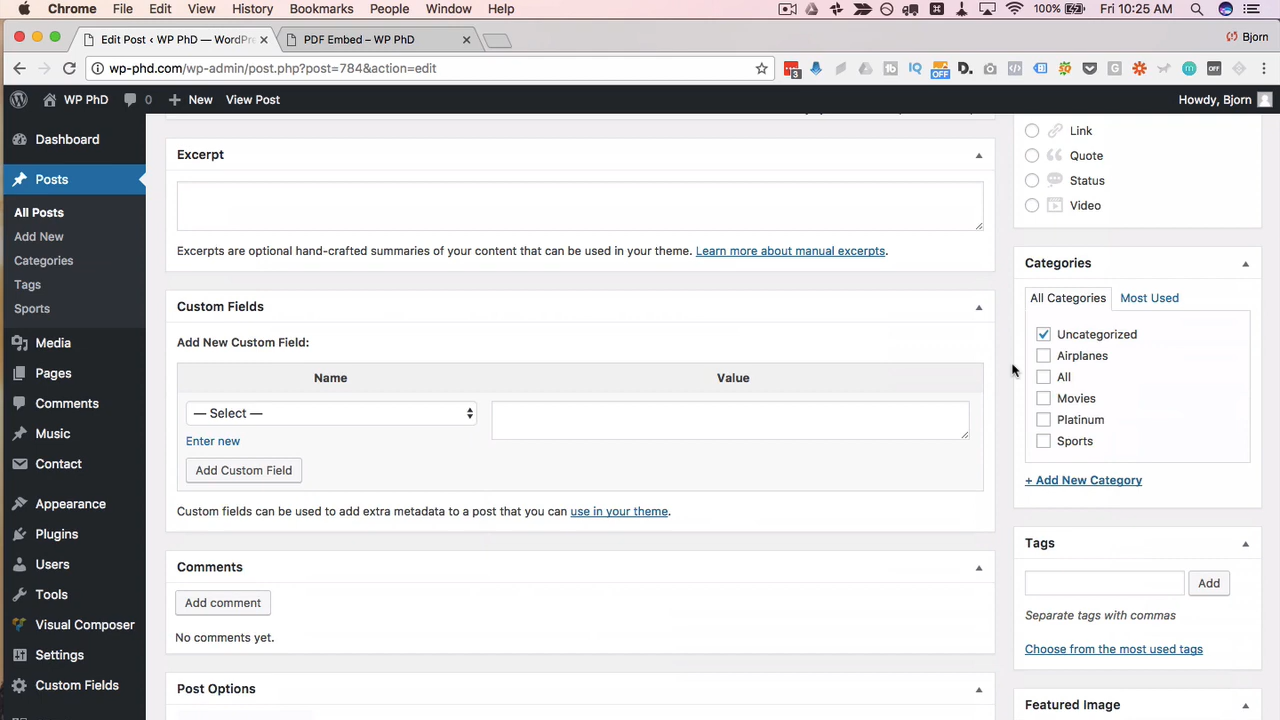 Chrome File Edit View History Bookmarks People Window Help 100% Fri 10:25 AM
Edit Post ‹ WP PhD — WordPre PDF Embed – WP PhD Bjorn
wp-phd.com/wp-admin/post.php?post=784&action=edit 3 OFF D. OFF
WP PhD 0 New View Post Howdy, Bjorn
Dashboard
Posts
All Posts
Add New
Categories
Tags
Sports
Media
Pages
Comments
Music
Contact
Appearance
Plugins
Users
Tools
Visual Composer
Settings
Custom Fields
Excerpt
Excerpts are optional hand-crafted summaries of your content that can be used in your theme. Learn more about manual excerpts.
Custom Fields
Add New Custom Field:
Name Value
— Select —
Enter new
Add Custom Field
Custom fields can be used to add extra metadata to a post that you can use in your theme.
Comments
Add comment
No comments yet.
Post Options
Link
Quote
Status
Video
Categories
All Categories Most Used
Uncategorized
Airplanes
All
Movies
Platinum
Sports
+ Add New Category
Tags
Add
Separate tags with commas
Choose from the most used tags
Featured Image